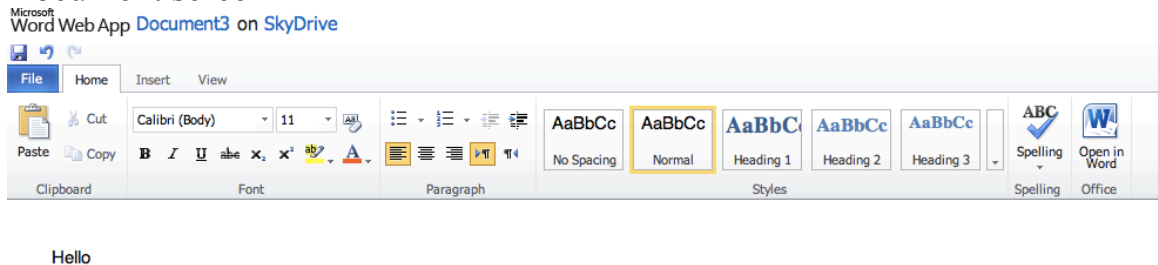 Microsoft
Word Web App Document3 on SkyDrive
File Home Insert View
Paste Cut Copy
Calibri (Body) 11
B I U abc X₂ X² ab A
AaBbCc AaBbCc AaBbC AaBbCc AaBbCc
No Spacing Normal Heading 1 Heading 2 Heading 3
ABC
Spelling
W
Open in Word
Clipboard Font Paragraph Styles Spelling Office
Hello